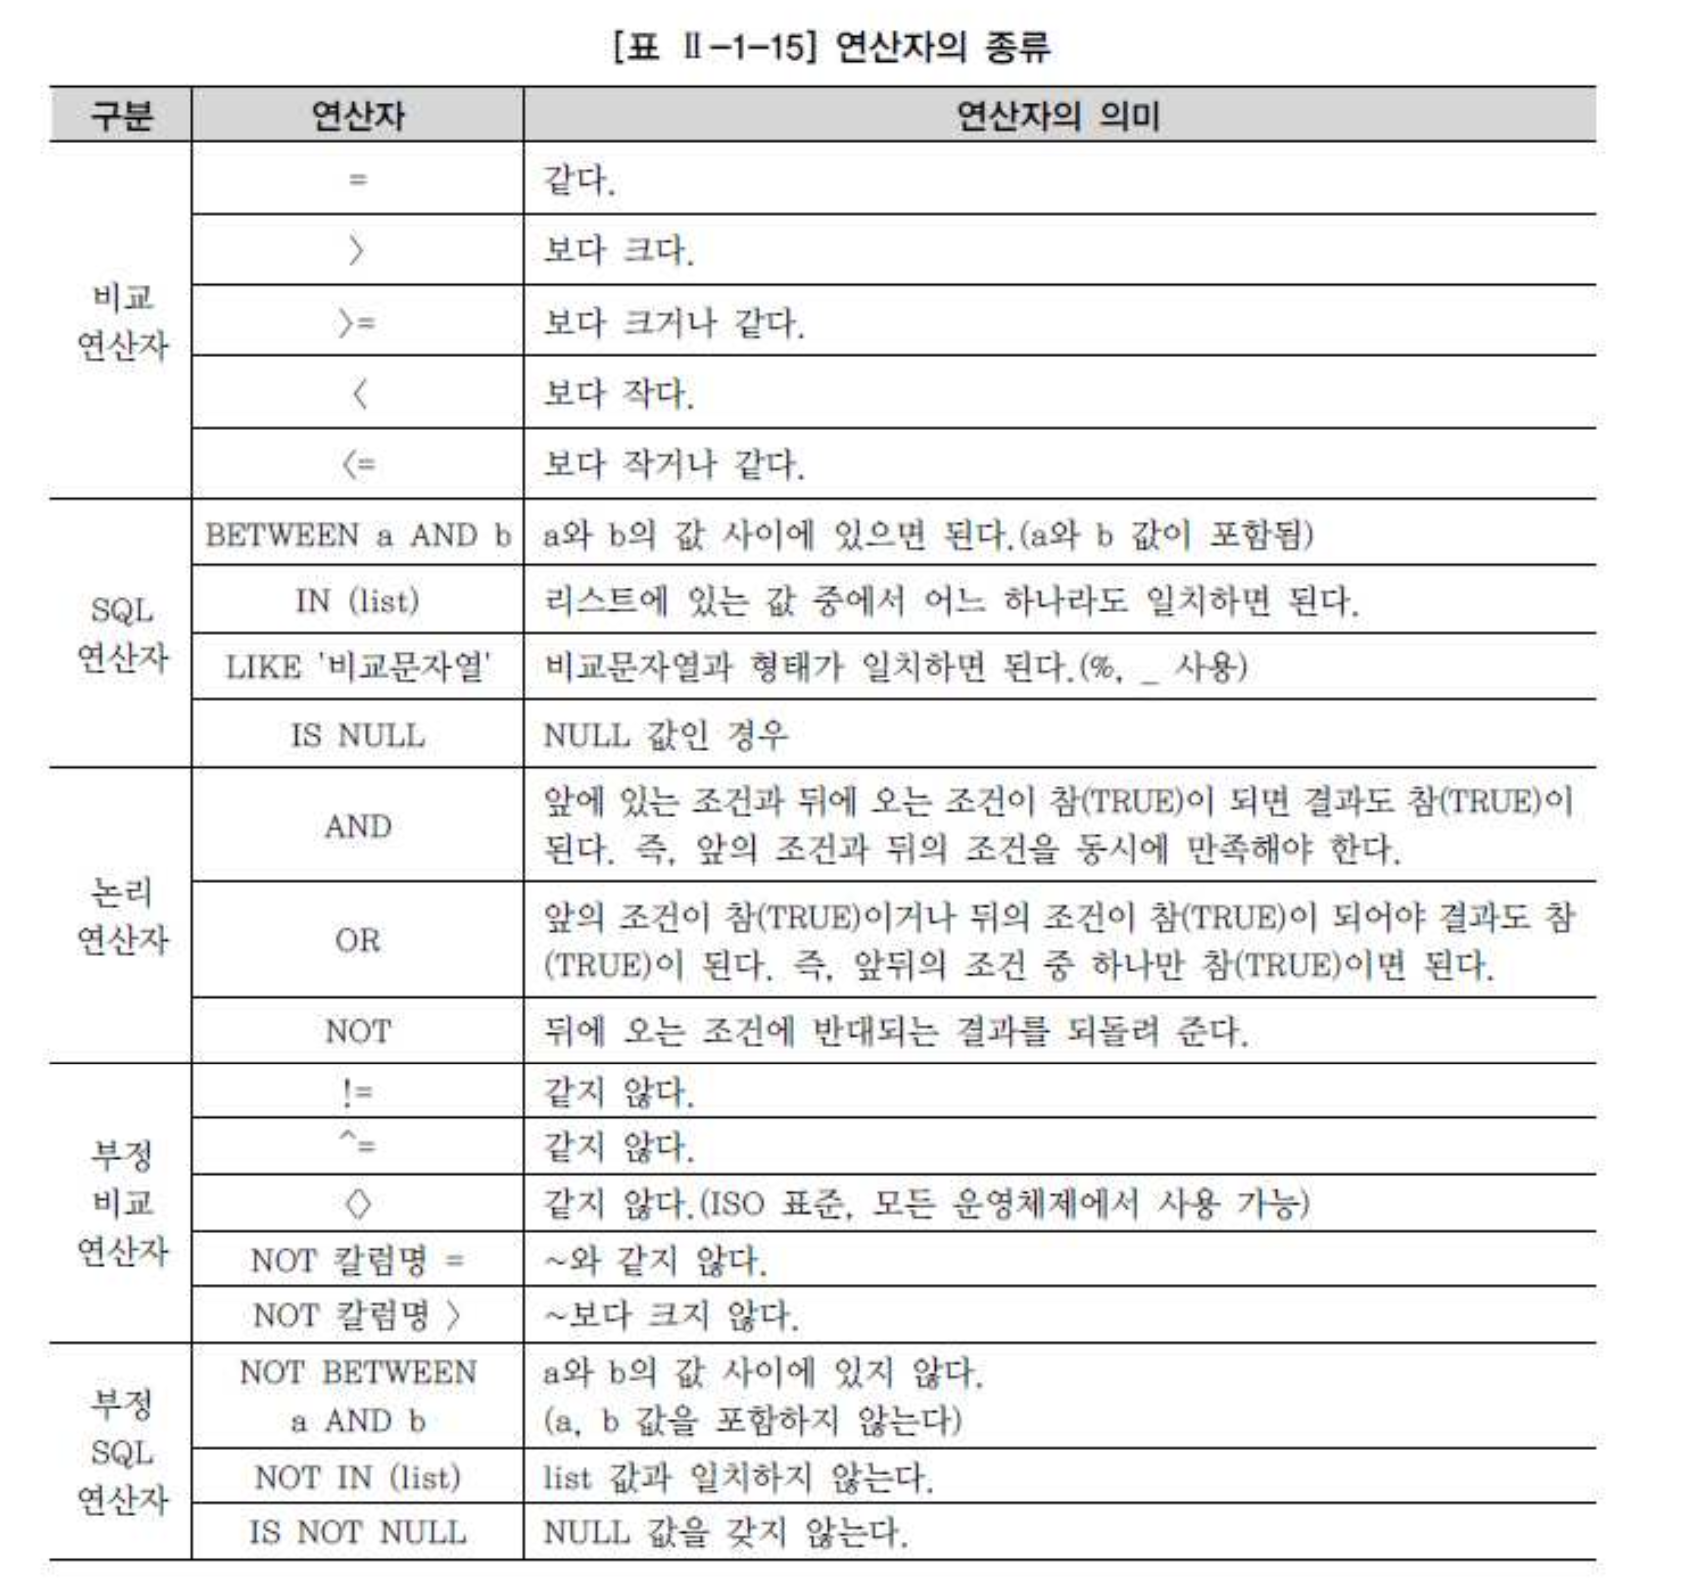 [표 Ⅱ-1-15] 연산자의 종류
구분 연산자 연산자의 의미
비교
연산자
= 같다.
> 보다 크다.
>= 보다 크거나 같다.
< 보다 작다.
<= 보다 작거나 같다.
SQL
연산자
BETWEEN a AND b a와 b의 값 사이에 있으면 된다.(a와 b 값이 포함됨)
IN (list) 리스트에 있는 값 중에서 어느 하나라도 일치하면 된다.
LIKE '비교문자열' 비교문자열과 형태가 일치하면 된다.(%, _ 사용)
IS NULL NULL 값인 경우
논리
연산자
AND
앞에 있는 조건과 뒤에 오는 조건이 참(TRUE)이 되면 결과도 참(TRUE)이
된다. 즉, 앞의 조건과 뒤의 조건을 동시에 만족해야 한다.
OR
앞의 조건이 참(TRUE)이거나 뒤의 조건이 참(TRUE)이 되어야 결과도 참
(TRUE)이 된다. 즉, 앞뒤의 조건 중 하나만 참(TRUE)이면 된다.
NOT 뒤에 오는 조건에 반대되는 결과를 되돌려 준다.
부정
비교
연산자
!= 같지 않다.
^= 같지 않다.
<> 같지 않다.(ISO 표준, 모든 운영체제에서 사용 가능)
NOT 칼럼명 = ~와 같지 않다.
NOT 칼럼명 > ~보다 크지 않다.
부정
SQL
연산자
NOT BETWEEN
a AND b
a와 b의 값 사이에 있지 않다.
(a, b 값을 포함하지 않는다)
NOT IN (list) list 값과 일치하지 않는다.
IS NOT NULL NULL 값을 갖지 않는다.